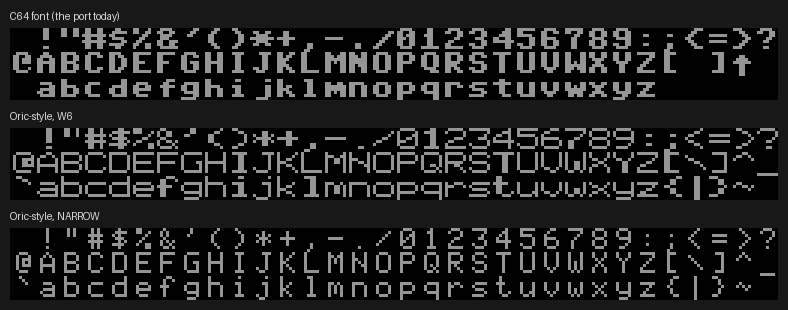 C64 font (the port today)
!"#$%&'()*+,-./0123456789:;<=>?
@ABCDEFGHIJKLMNOPQRSTUVWXYZ[ ]↑
abcdefghijklmnopqrstuvwxyz
Oric-style, W6
!"#$%&'()*+,-./0123456789:;<=>?
@ABCDEFGHIJKLMNOPQRSTUVWXYZ[\]^_
`abcdefghijklmnopqrstuvwxyz{|}~
Oric-style, NARROW
!"#$%&'()*+,-./0123456789:;<=>?
@ABCDEFGHIJKLMNOPQRSTUVWXYZ[\]^_
`abcdefghijklmnopqrstuvwxyz{|}~